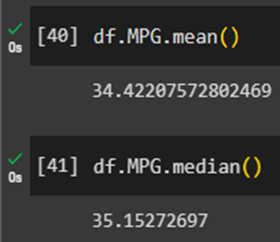 [40] df.MPG.mean()
0s
34.42207572802469
[41] df.MPG.median()
0s
35.15272697